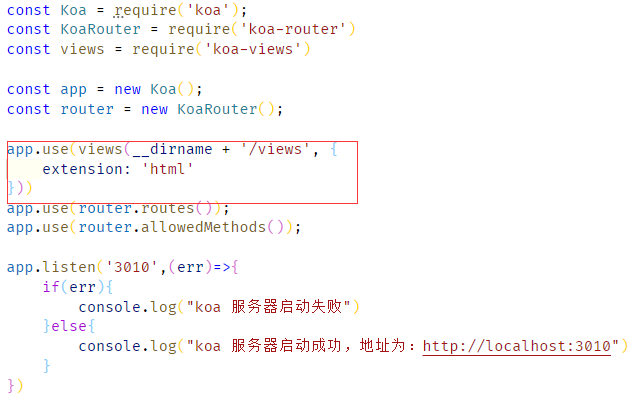 const Koa = require('koa');
const KoaRouter = require('koa-router')
const views = require('koa-views')
const app = new Koa();
const router = new KoaRouter();
app.use(views(__dirname + '/views', {
    extension: 'html'
}))
app.use(router.routes());
app.use(router.allowedMethods());
app.listen('3010',(err)=>{
    if(err){
        console.log("koa 服务器启动失败")
    }else{
        console.log("koa 服务器启动成功，地址为：http://localhost:3010")
    }
})